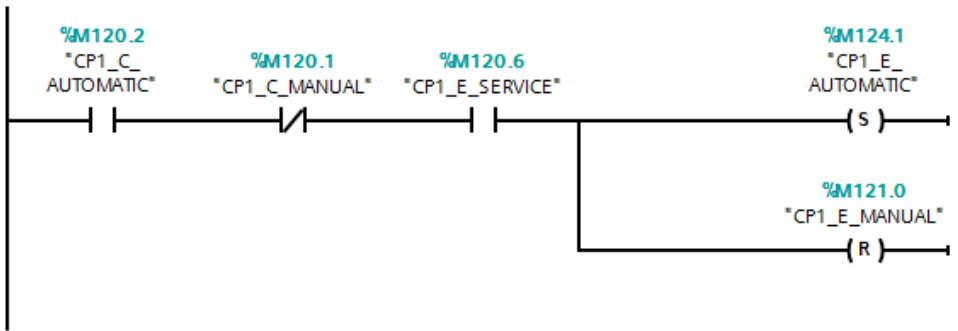 %M120.2
"CP1_C_
AUTOMATIC"
%M120.1
"CP1_C_MANUAL"
%M120.6
"CP1_E_SERVICE"
%M124.1
"CP1_E_
AUTOMATIC"
S
%M121.0
"CP1_E_MANUAL"
R